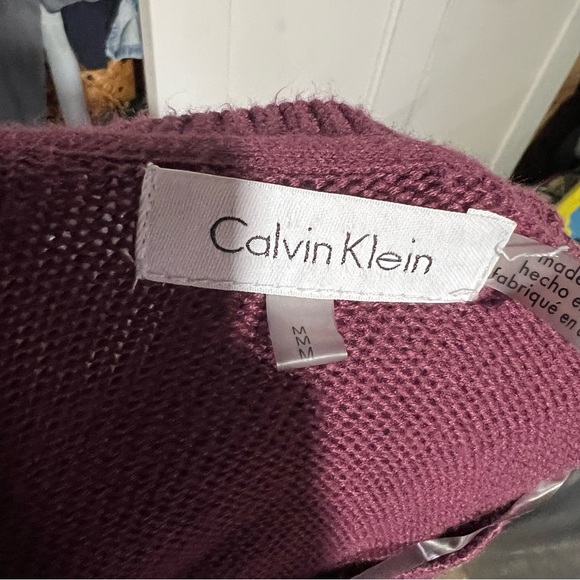 Calvin Klein
M
M
M
made
hecho e
fabriqué en